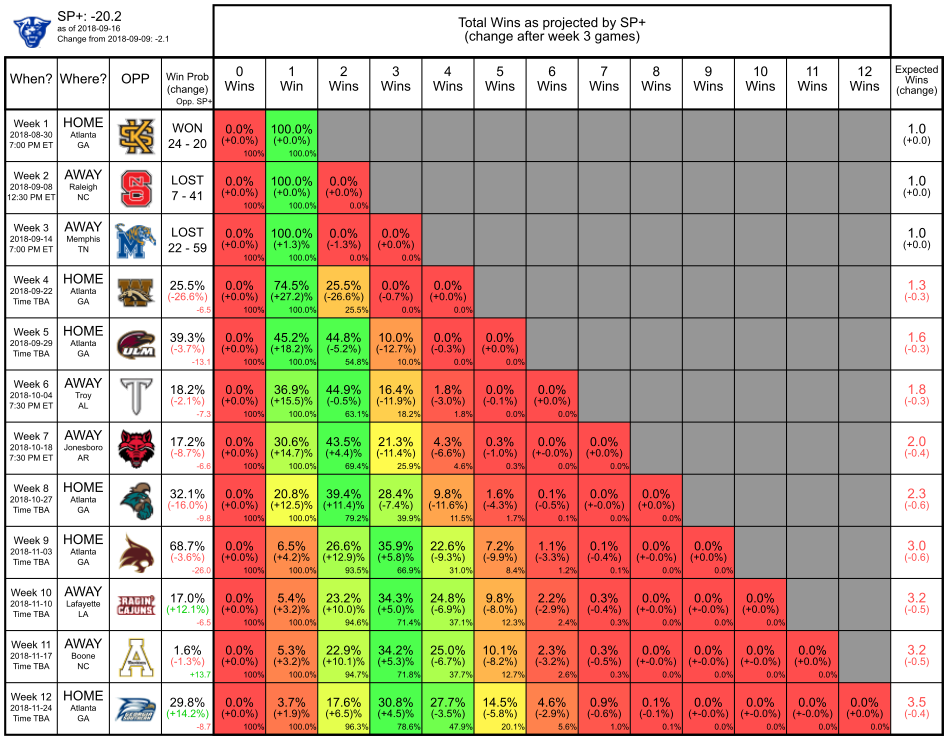 SP+: -20.2
as of 2018-09-16
Change from 2018-09-09: -2.1
Total Wins as projected by SP+
(change after week 3 games)
When? Where? OPP Win Prob (change) Opp. SP+ 0 Wins 1 Win 2 Wins 3 Wins 4 Wins 5 Wins 6 Wins 7 Wins 8 Wins 9 Wins 10 Wins 11 Wins 12 Wins Expected Wins (change)
Week 1 HOME KS WON 0.0% 100.0% 1.0
2018-08-30 Atlanta (+0.0%) (+0.0%) (+0.0)
7:00 PM ET GA 24 - 20 100% 100.0%
Week 2 AWAY S LOST 0.0% 100.0% 0.0% 1.0
2018-09-08 Raleigh (+0.0%) (+0.0%) (+0.0%) (+0.0)
12:30 PM ET NC 7 - 41 100% 100.0% 0.0%
Week 3 AWAY M LOST 0.0% 100.0% 0.0% 0.0% 1.0
2018-09-14 Memphis (+0.0%) (+1.3)% (-1.3%) (+0.0%) (+0.0)
7:00 PM ET TN 22 - 59 100% 100.0% 0.0% 0.0%
Week 4 HOME W 25.5% 0.0% 74.5% 25.5% 0.0% 0.0% 1.3
2018-09-22 Atlanta (-26.6%) (+0.0%) (+27.2)% (-26.6%) (-0.7%) (+0.0%) (-0.3)
Time TBA GA -6.5 100% 100.0% 25.5% 0.0% 0.0%
Week 5 HOME ULM 39.3% 0.0% 45.2% 44.8% 10.0% 0.0% 0.0% 1.6
2018-09-29 Atlanta (-3.7%) (+0.0%) (+18.2)% (-5.2%) (-12.7%) (-0.3%) (+0.0%) (-0.3)
Time TBA GA -13.1 100% 100.0% 54.8% 10.0% 0.0% 0.0%
Week 6 AWAY T 18.2% 0.0% 36.9% 44.9% 16.4% 1.8% 0.0% 0.0% 1.8
2018-10-04 Troy (-2.1%) (+0.0%) (+15.5)% (-0.5%) (-11.9%) (-3.0%) (-0.1%) (+0.0%) (-0.3)
7:30 PM ET AL -7.3 100% 100.0% 63.1% 18.2% 1.8% 0.0% 0.0%
Week 7 AWAY 17.2% 0.0% 30.6% 43.5% 21.3% 4.3% 0.3% 0.0% 0.0% 2.0
2018-10-18 Jonesboro (-8.7%) (+0.0%) (+14.7)% (+4.4)% (-11.4%) (-6.6%) (-1.0%) (+-0.0%) (+0.0%) (-0.4)
7:30 PM ET AR -6.6 100% 100.0% 69.4% 25.9% 4.6% 0.3% 0.0% 0.0%
Week 8 HOME 32.1% 0.0% 20.8% 39.4% 28.4% 9.8% 1.6% 0.1% 0.0% 0.0% 2.3
2018-10-27 Atlanta (-16.0%) (+0.0%) (+12.5)% (+11.4)% (-7.4%) (-11.6%) (-4.3%) (-0.5%) (+-0.0%) (+0.0%) (-0.6)
Time TBA GA -9.8 100% 100.0% 79.2% 39.9% 11.5% 1.7% 0.1% 0.0% 0.0%
Week 9 HOME 68.7% 0.0% 6.5% 26.6% 35.9% 22.6% 7.2% 1.1% 0.1% 0.0% 0.0% 3.0
2018-11-03 Atlanta (-3.6%) (+0.0%) (+4.2)% (+12.9)% (+5.8)% (-9.3%) (-9.9%) (-3.3%) (-0.4%) (+-0.0%) (+0.0%) (-0.6)
Time TBA GA -26.0 100% 100.0% 93.5% 66.9% 31.0% 8.4% 1.2% 0.1% 0.0% 0.0%
Week 10 AWAY RAGIN' CAJUNS 17.0% 0.0% 5.4% 23.2% 34.3% 24.8% 9.8% 2.2% 0.3% 0.0% 0.0% 0.0% 3.2
2018-11-10 Lafayette (+12.1%) (+0.0%) (+3.2)% (+10.0)% (+5.0)% (-6.9%) (-8.0%) (-2.9%) (-0.4%) (+-0.0%) (+-0.0%) (+0.0%) (-0.5)
Time TBA LA -6.5 100% 100.0% 94.6% 71.4% 37.1% 12.3% 2.4% 0.3% 0.0% 0.0% 0.0%
Week 11 AWAY A 1.6% 0.0% 5.3% 22.9% 34.2% 25.0% 10.1% 2.3% 0.3% 0.0% 0.0% 0.0% 0.0% 3.2
2018-11-17 Boone (-1.3%) (+0.0%) (+3.2)% (+10.1)% (+5.3)% (-6.7%) (-8.2%) (-3.2%) (-0.5%) (+-0.0%) (+-0.0%) (+-0.0%) (+0.0%) (-0.5)
Time TBA NC +13.7 100% 100.0% 94.7% 71.8% 37.7% 12.7% 2.6% 0.3% 0.0% 0.0% 0.0% 0.0%
Week 12 HOME 29.8% 0.0% 3.7% 17.6% 30.8% 27.7% 14.5% 4.6% 0.9% 0.1% 0.0% 0.0% 0.0% 0.0% 3.5
2018-11-24 Atlanta (+14.2%) (+0.0%) (+1.9)% (+6.5)% (+4.5)% (-3.5%) (-5.8%) (-2.9%) (-0.6%) (-0.1%) (+-0.0%) (+-0.0%) (+-0.0%) (+0.0%) (-0.4)
Time TBA GA -8.7 100% 100.0% 96.3% 78.6% 47.9% 20.1% 5.6% 1.0% 0.1% 0.0% 0.0% 0.0% 0.0%